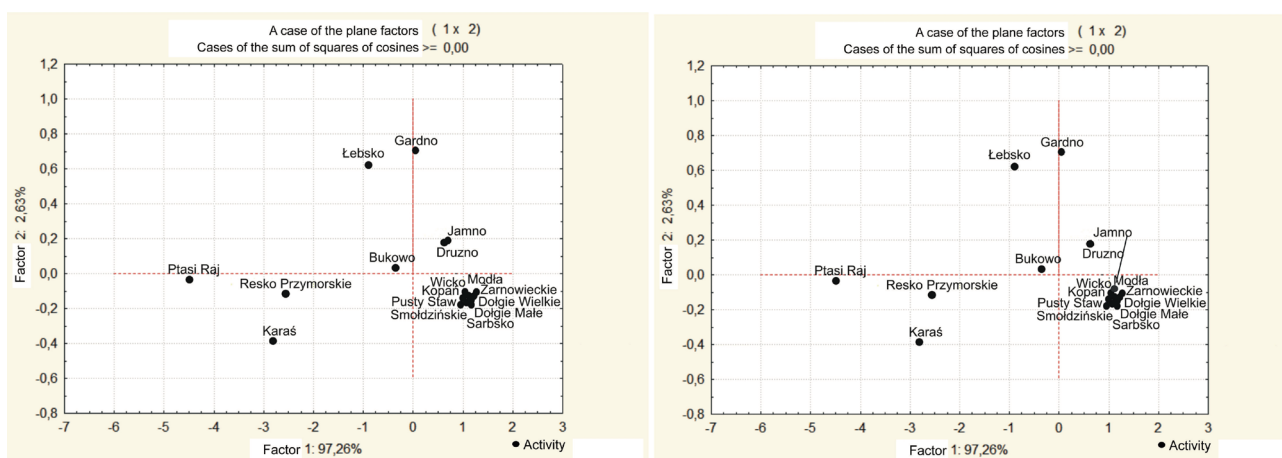 A case of the plane factors ( 1 x 2)
Cases of the sum of squares of cosines >= 0,00
1,2
1,0
0,8
0,6
0,4
0,2
0,0
-0,2
-0,4
-0,6
-0,8
Factor 2: 2,63%
Gardno
Łebsko
Jamno
Druzno
Bukowo
Ptasi Raj
Resko Przymorskie
Wicko Modła
Kopań Żarnowieckie
Pusty Staw Dołgie Wielkie
Smołdzińskie Dołgie Małe
Sarbsko
Karaś
-7 -6 -5 -4 -3 -2 -1 0 1 2 3
Factor 1: 97,26%
Activity
A case of the plane factors ( 1 x 2)
Cases of the sum of squares of cosines >= 0,00
1,2
1,0
0,8
0,6
0,4
0,2
0,0
-0,2
-0,4
-0,6
-0,8
Factor 2: 2,63%
Gardno
Łebsko
Jamno
Druzno
Bukowo
Ptasi Raj
Resko Przymorskie
Wicko Modła
Kopań Żarnowieckie
Pusty Staw Dołgie Wielkie
Smołdzińskie Dołgie Małe
Sarbsko
Karaś
-7 -6 -5 -4 -3 -2 -1 0 1 2 3
Factor 1: 97,26%
Activity